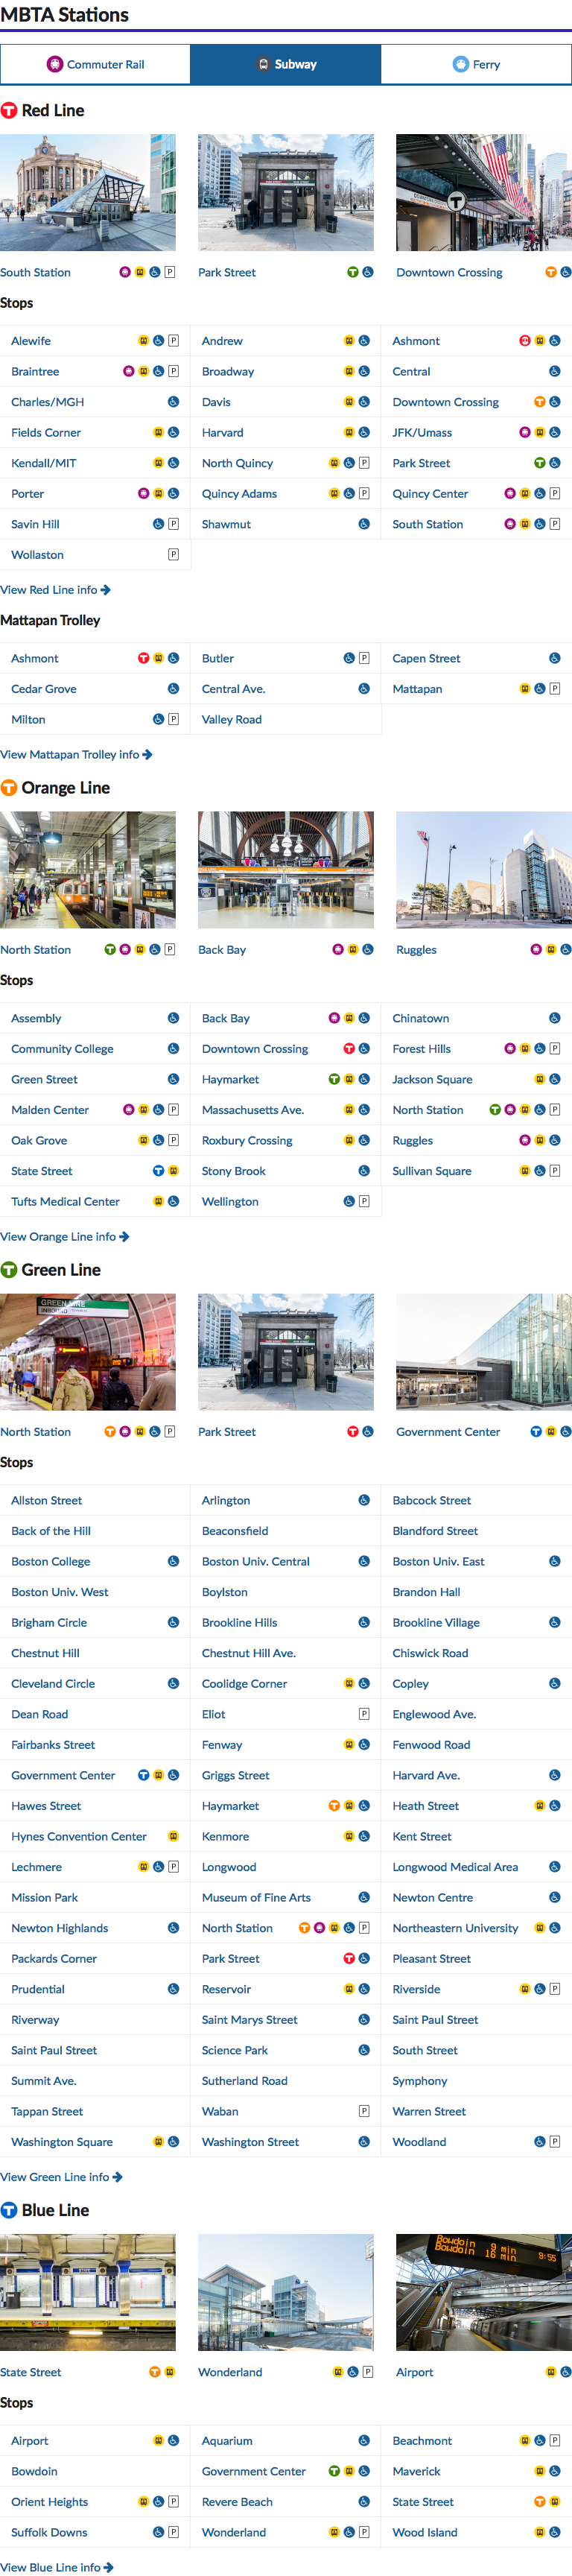 MBTA Stations
Commuter Rail Subway Ferry
T Red Line
South Station P Park Street T Downtown Crossing T
Stops
Alewife P Andrew Ashmont
Braintree P Broadway Central
Charles/MGH Davis Downtown Crossing T
Fields Corner Harvard JFK/Umass
Kendall/MIT North Quincy P Park Street T
Porter Quincy Adams P Quincy Center P
Savin Hill P Shawmut South Station P
Wollaston P
View Red Line info
Mattapan Trolley
Ashmont T Butler P Capen Street
Cedar Grove Central Ave. Mattapan P
Milton P Valley Road
View Mattapan Trolley info
T Orange Line
North Station T P Back Bay Ruggles
Stops
Assembly Back Bay Chinatown
Community College Downtown Crossing T Forest Hills P
Green Street Haymarket T Jackson Square
Malden Center P Massachusetts Ave. North Station T P
Oak Grove P Roxbury Crossing Ruggles
State Street T Stony Brook Sullivan Square P
Tufts Medical Center Wellington P
View Orange Line info
T Green Line
GREEN LINE
INBOUND
North Station T P Park Street T Government Center T
Stops
Allston Street Arlington Babcock Street
Back of the Hill Beaconsfield Blandford Street
Boston College Boston Univ. Central Boston Univ. East
Boston Univ. West Boylston Brandon Hall
Brigham Circle Brookline Hills Brookline Village
Chestnut Hill Chestnut Hill Ave. Chiswick Road
Cleveland Circle Coolidge Corner Copley
Dean Road Eliot P Englewood Ave.
Fairbanks Street Fenway Fenwood Road
Government Center T Griggs Street Harvard Ave.
Hawes Street Haymarket T Heath Street
Hynes Convention Center Kenmore Kent Street
Lechmere P Longwood Longwood Medical Area
Mission Park Museum of Fine Arts Newton Centre
Newton Highlands North Station T P Northeastern University
Packards Corner Park Street T Pleasant Street
Prudential Reservoir Riverside P
Riverway Saint Marys Street Saint Paul Street
Saint Paul Street Science Park South Street
Summit Ave. Sutherland Road Symphony
Tappan Street Waban P Warren Street
Washington Square Washington Street Woodland P
View Green Line info
T Blue Line
Bowdoin 9 min
Bowdoin 16 min 9:55
State Street T Wonderland P Airport
Stops
Airport Aquarium Beachmont P
Bowdoin Government Center T Maverick
Orient Heights P Revere Beach State Street T
Suffolk Downs P Wonderland P Wood Island
View Blue Line info